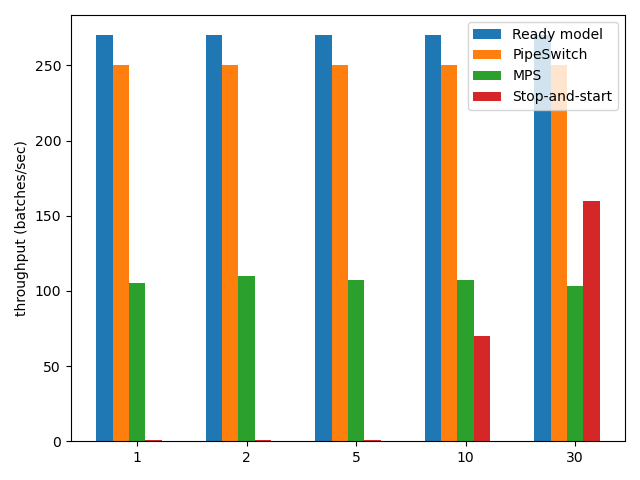 Ready model
PipeSwitch
MPS
Stop-and-start
throughput (batches/sec)
250
200
150
100
50
0
1 2 5 10 30